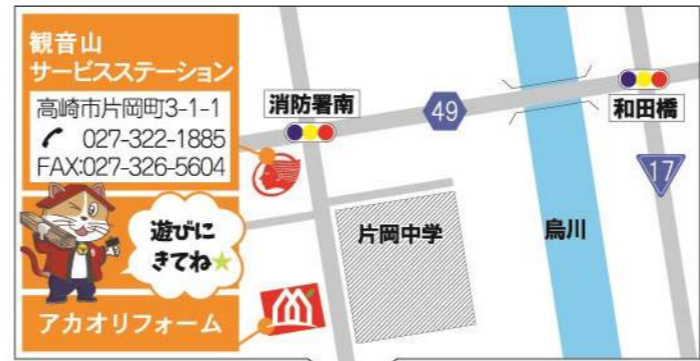 観音山
サービスステーション
高崎市片岡町3-1-1
027-322-1885
FAX:027-326-5604
遊びに
きてね
アカオリフォーム
消防署南
49
和田橋
17
片岡中学
烏川